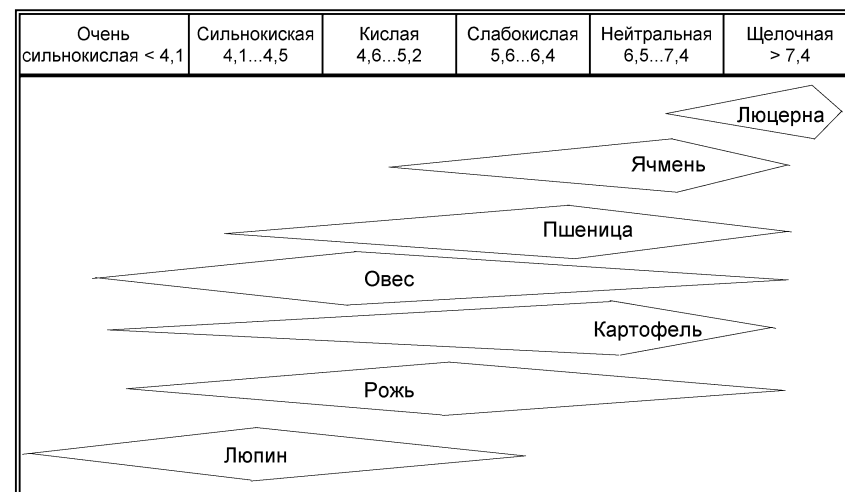 Очень Сильнокиская Кислая Слабокислая Нейтральная Щелочная
сильнокислая < 4,1 4,1...4,5 4,6...5,2 5,6...6,4 6,5...7,4 > 7,4
Люцерна
Ячмень
Пшеница
Овес
Картофель
Рожь
Люпин